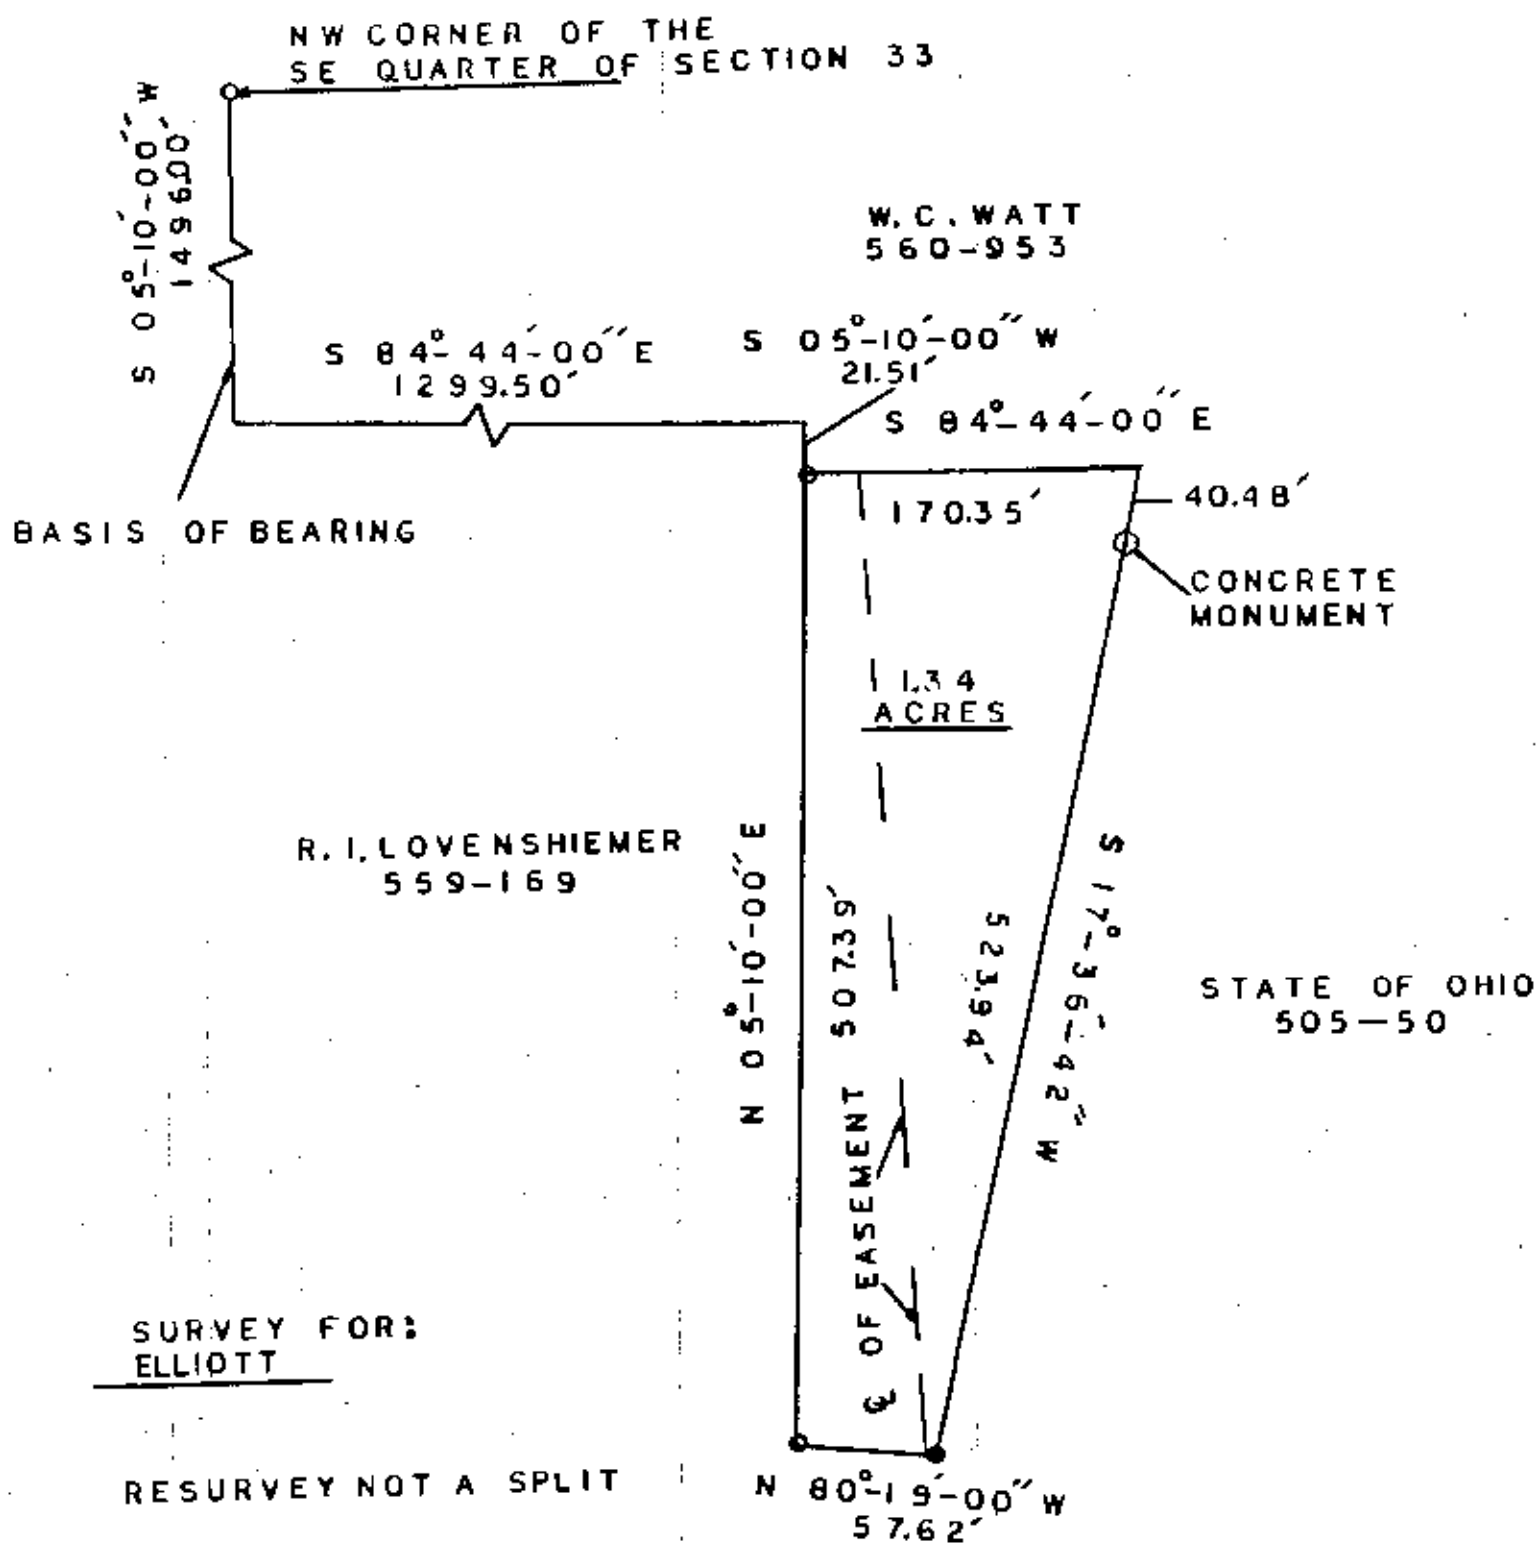 NW CORNER OF THE
SE QUARTER OF SECTION 33
S 05°-10'-00" W
1496.00'
W. C. WATT
560-953
S 84°-44'-00" E
1299.50'
S 05°-10'-00" W
21.51'
S 84°-44'-00" E
170.35'
40.48'
BASIS OF BEARING
CONCRETE
MONUMENT
1.34
ACRES
R. I. LOVENSHIEMER
559-169
N 05°-10'-00" E
507.39'
523.94'
S 17°-36'-42" W
STATE OF OHIO
505-50
℄ OF EASEMENT
SURVEY FOR:
ELLIOTT
RESURVEY NOT A SPLIT
N 80°-19'-00" W
57.62'